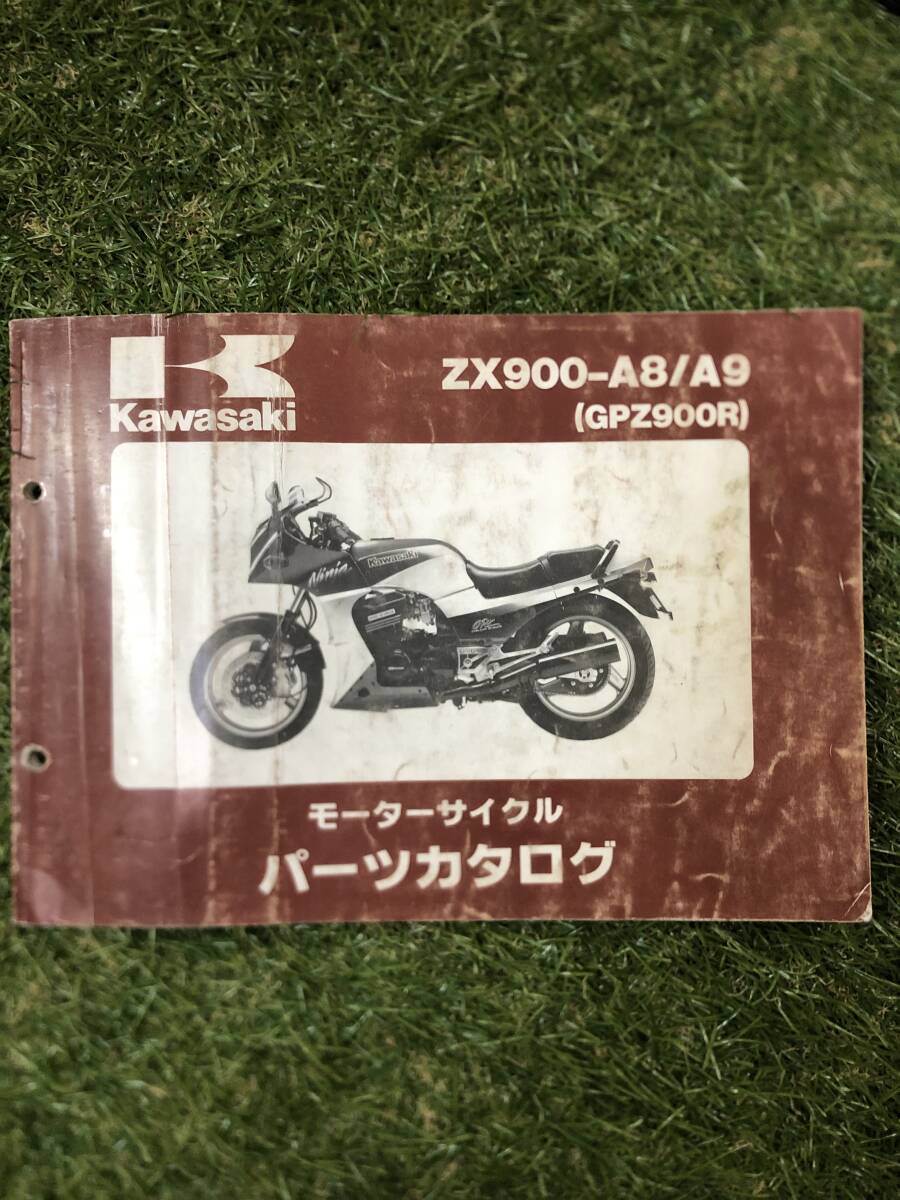 Kawasaki
ZX900-A8/A9
(GPZ900R)
Kawasaki
Ninja
モーターサイクル
パーツカタログ